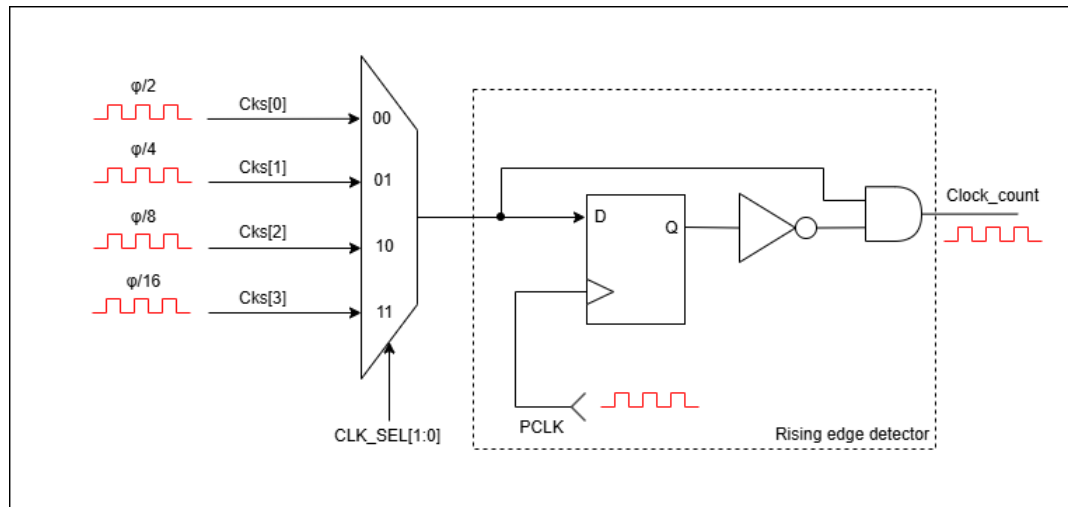 φ/2
Cks[0]
00
φ/4
Cks[1]
01
φ/8
Cks[2]
10
φ/16
Cks[3]
11
CLK_SEL[1:0]
D
Q
PCLK
Rising edge detector
Clock_count